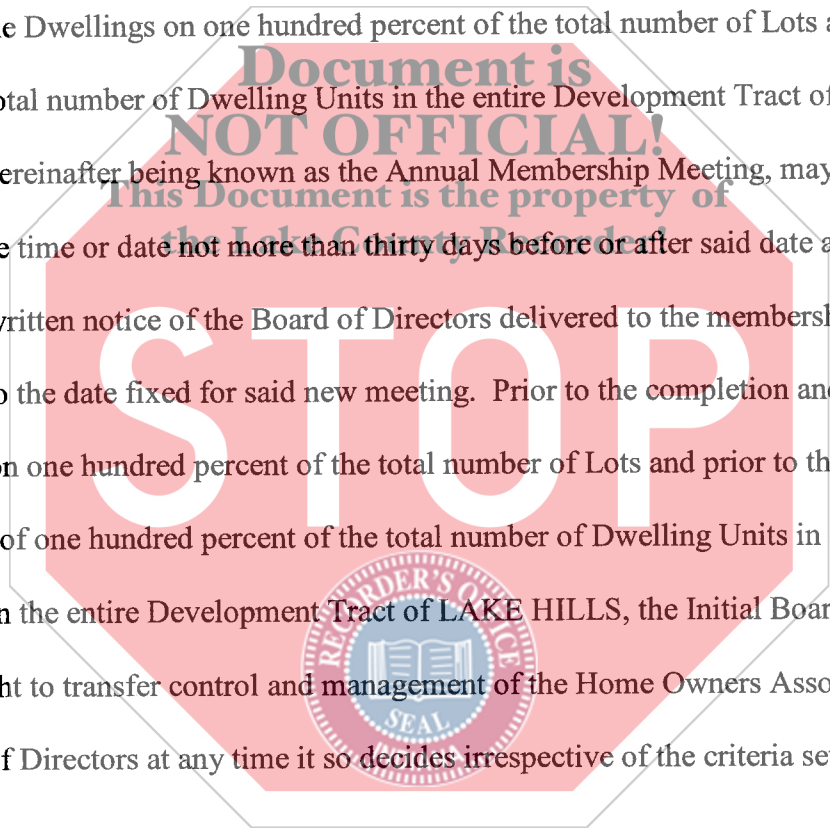 e Dwellings on one hundred percent of the total number of Lots
Document is
otal number of Dwelling Units in the entire Development Tract of
NOT OFFICIAL!
ereinafter being known as the Annual Membership Meeting, may
This Document is the property of
e time or date not more than thirty days before or after said date a
the Lake County Recorder!
written notice of the Board of Directors delivered to the membersh
STOP
o the date fixed for said new meeting. Prior to the completion and
on one hundred percent of the total number of Lots and prior to th
of one hundred percent of the total number of Dwelling Units in
RECORDER'S OFFICE
n the entire Development Tract of LAKE HILLS, the Initial Boar
ht to transfer control and management of the Home Owners Asso
SEAL
f Directors at any time it so decides irrespective of the criteria se